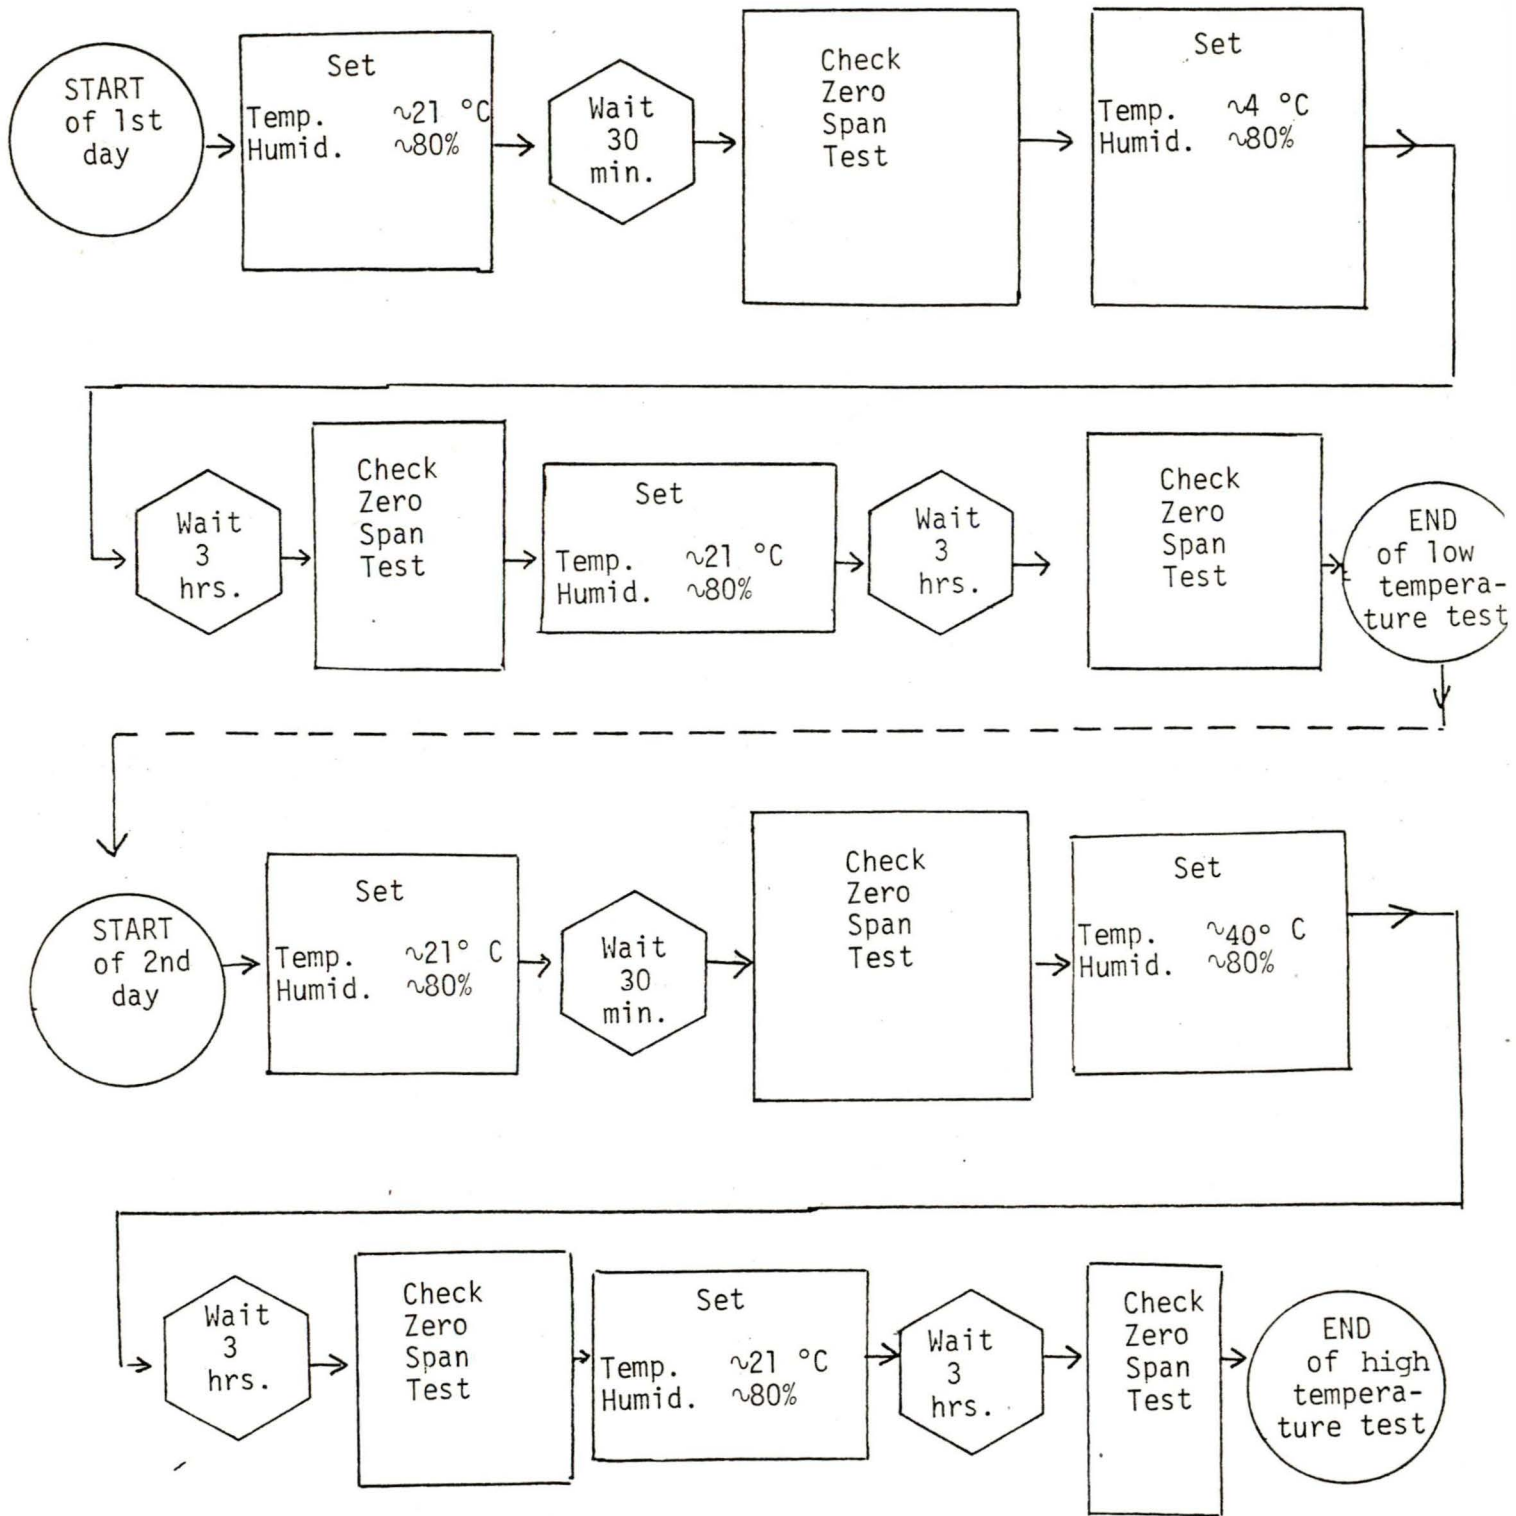 START
of 1st
day
Set
Temp. ~21 °C
Humid. ~80%
Wait
30
min.
Check
Zero
Span
Test
Set
Temp. ~4 °C
Humid. ~80%
Wait
3
hrs.
Check
Zero
Span
Test
Set
Temp. ~21 °C
Humid. ~80%
Wait
3
hrs.
Check
Zero
Span
Test
END
of low
tempera-
ture test
START
of 2nd
day
Set
Temp. ~21° C
Humid. ~80%
Wait
30
min.
Check
Zero
Span
Test
Set
Temp. ~40° C
Humid. ~80%
Wait
3
hrs.
Check
Zero
Span
Test
Set
Temp. ~21 °C
Humid. ~80%
Wait
3
hrs.
Check
Zero
Span
Test
END
of high
tempera-
ture test